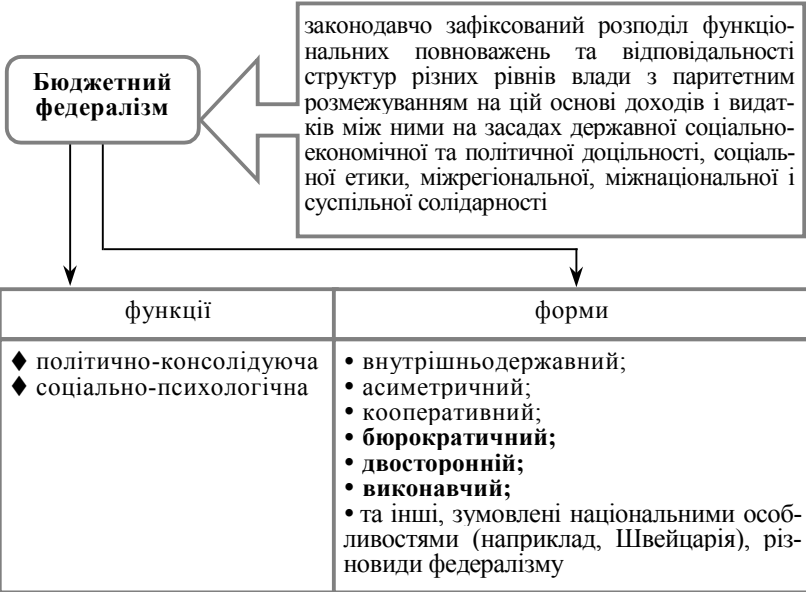 законодавчо зафіксований розподіл функціо-
нальних повноважень та відповідальності
структур різних рівнів влади з паритетним
розмежуванням на цій основі доходів і видат-
ків між ними на засадах державної соціально-
економічної та політичної доцільності, соціаль-
ної етики, міжрегіональної, міжнаціональної і
суспільної солідарності
Бюджетний
федералізм
функції
форми
♦ політично-консолідуюча
♦ соціально-психологічна
• внутрішньодержавний;
• асиметричний;
• кооперативний;
• бюрократичний;
• двосторонній;
• виконавчий;
• та інші, зумовлені національними особ-
ливостями (наприклад, Швейцарія), різ-
новиди федералізму